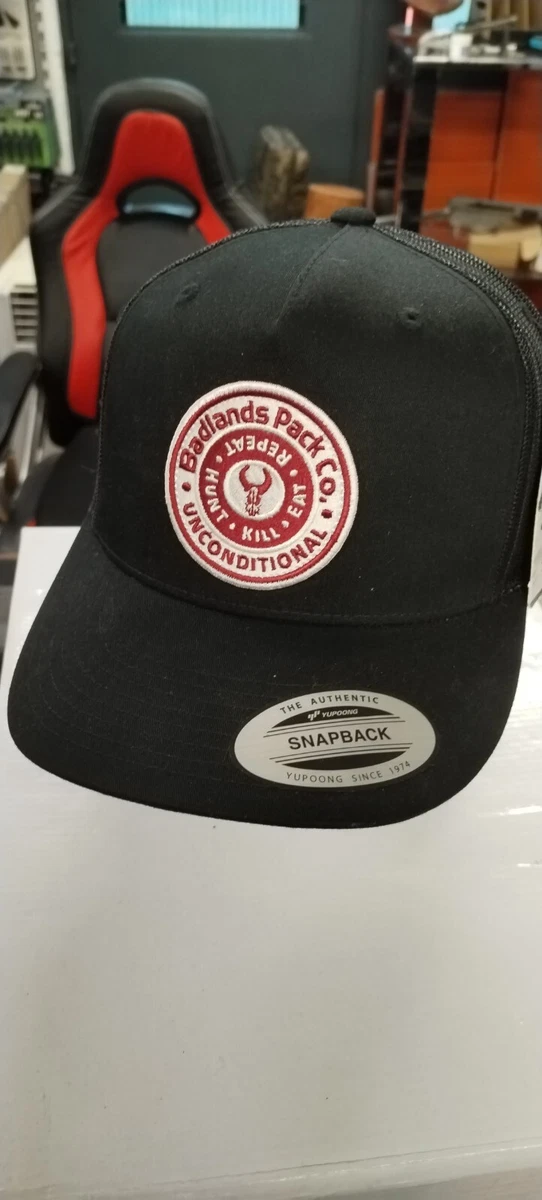 Badlands Pack Co.
• UNCONDITIONAL •
HUNT • KILL • EAT • REPEAT •
THE AUTHENTIC
YUPOONG
SNAPBACK
YUPOONG SINCE 1974